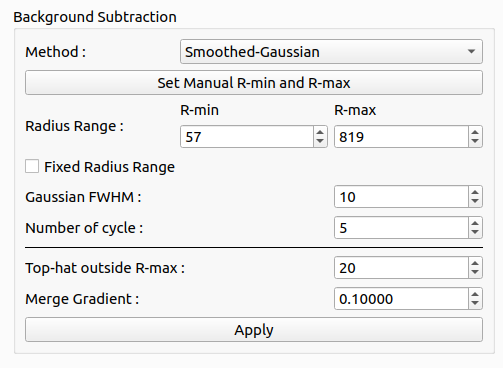 Background Subtraction
Method : Smoothed-Gaussian
Set Manual R-min and R-max
R-min R-max
Radius Range : 57 819
Fixed Radius Range
Gaussian FWHM : 10
Number of cycle : 5
Top-hat outside R-max : 20
Merge Gradient : 0.10000
Apply